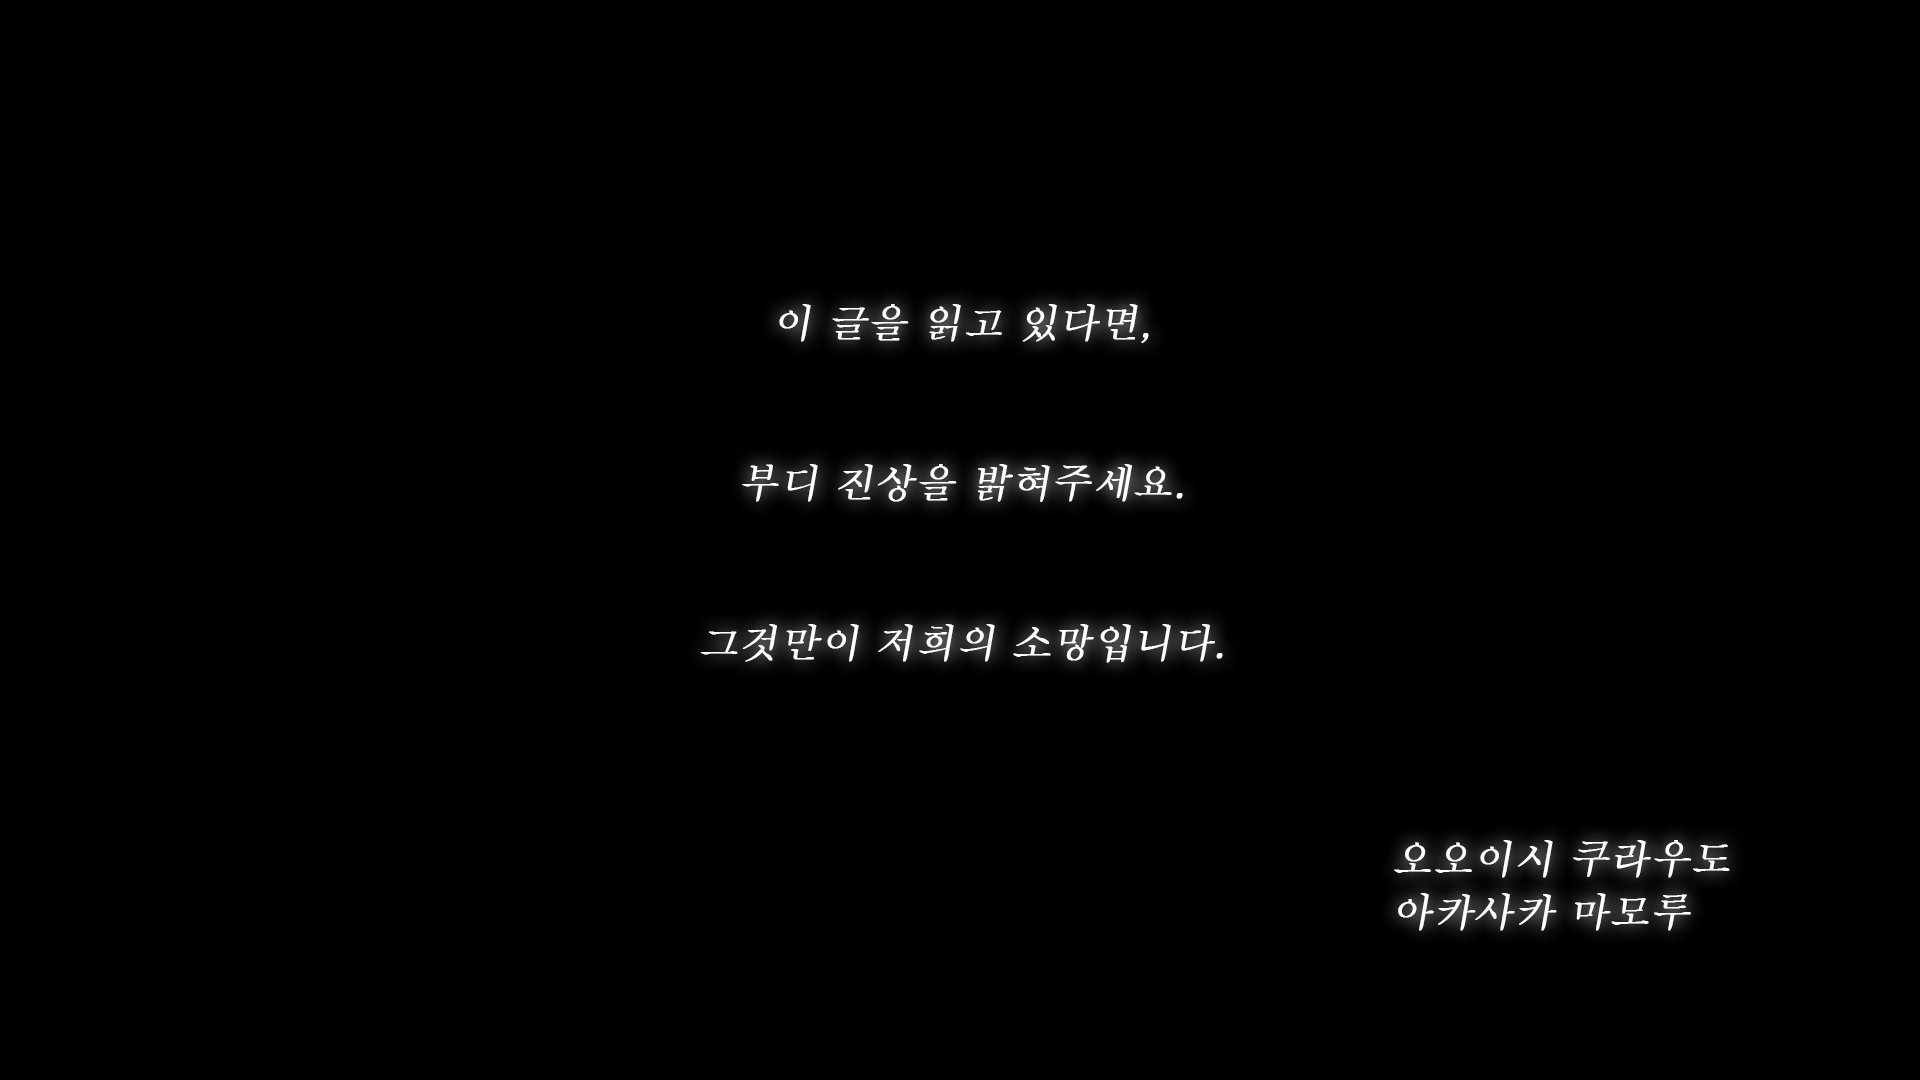 이 글을 읽고 있다면,
부디 진상을 밝혀주세요.
그것만이 저희의 소망입니다.
오오이시 쿠라우도
아카사카 마모루